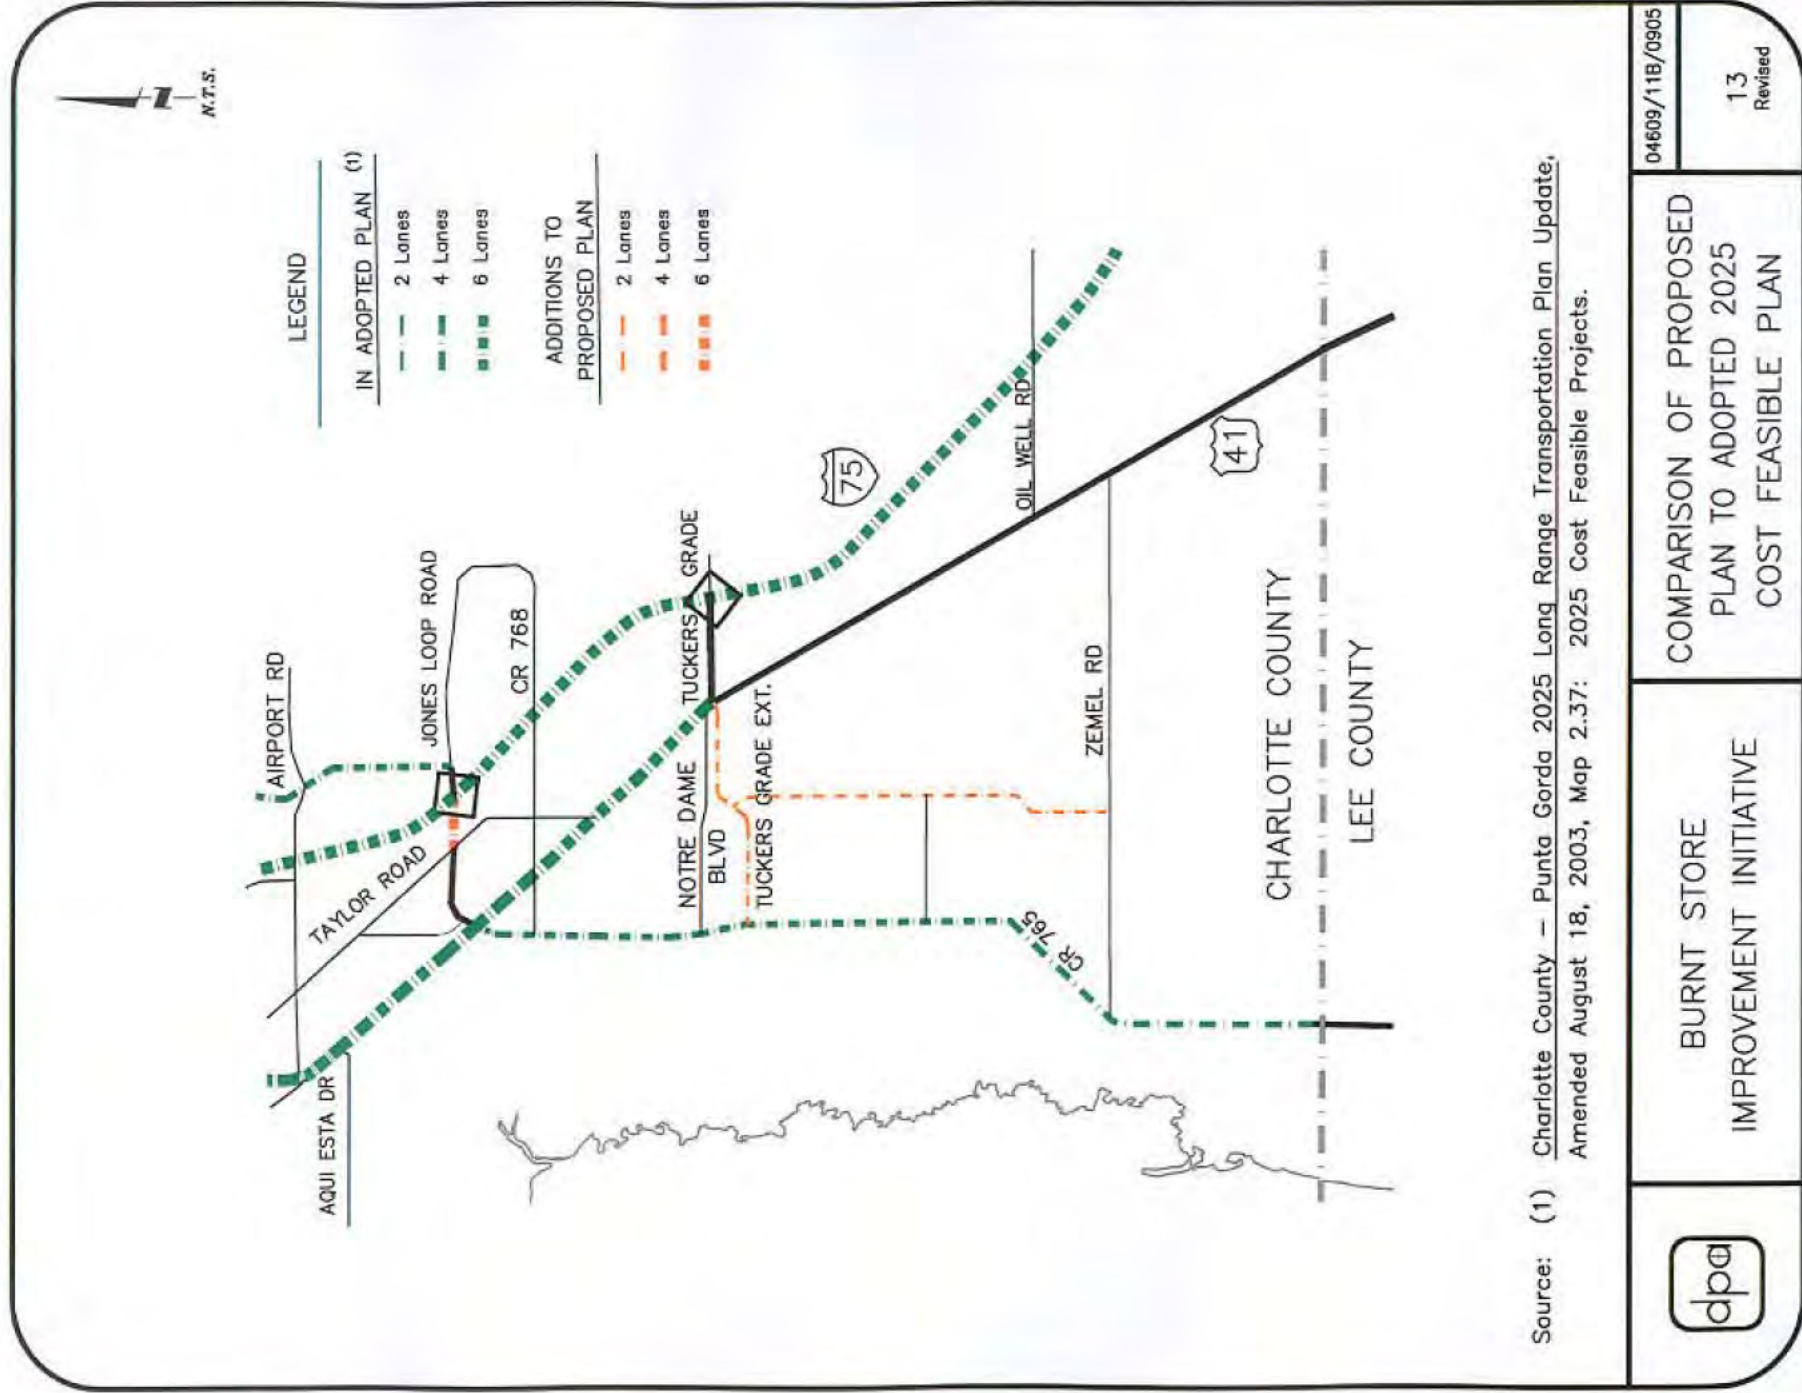 N.T.S.
LEGEND
IN ADOPTED PLAN (1)
2 Lanes
4 Lanes
6 Lanes
ADDITIONS TO
PROPOSED PLAN
2 Lanes
4 Lanes
6 Lanes
AIRPORT RD
JONES LOOP ROAD
CR 768
TAYLOR ROAD
AQUI ESTA DR
TUCKERS GRADE
NOTRE DAME
BLVD
TUCKERS GRADE EXT.
75
OIL WELL RD
41
ZEMEL RD
CR 765
CHARLOTTE COUNTY
LEE COUNTY
Source: (1) Charlotte County – Punta Gorda 2025 Long Range Transportation Plan Update,
Amended August 18, 2003, Map 2.37: 2025 Cost Feasible Projects.
dpa
BURNT STORE
IMPROVEMENT INITIATIVE
COMPARISON OF PROPOSED
PLAN TO ADOPTED 2025
COST FEASIBLE PLAN
04609/11B/0905
13
Revised